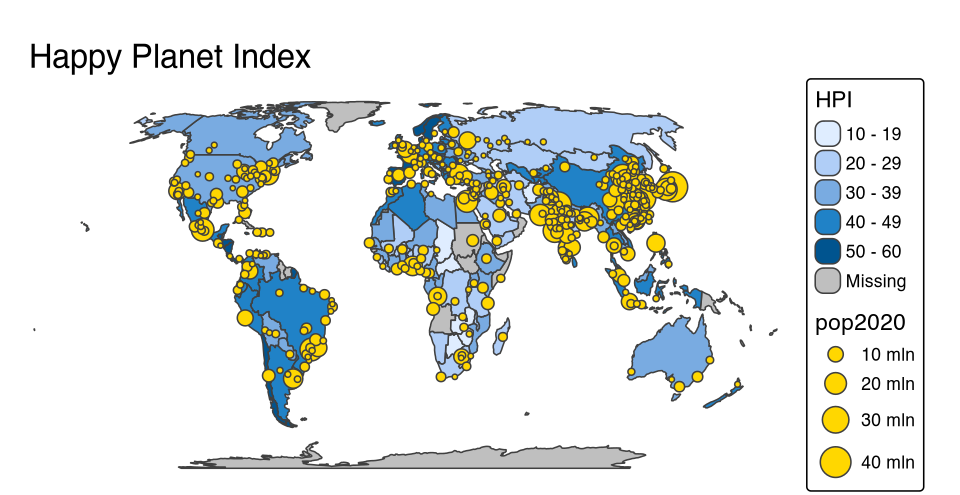 Happy Planet Index
HPI
10 - 19
20 - 29
30 - 39
40 - 49
50 - 60
Missing
pop2020
10 mln
20 mln
30 mln
40 mln